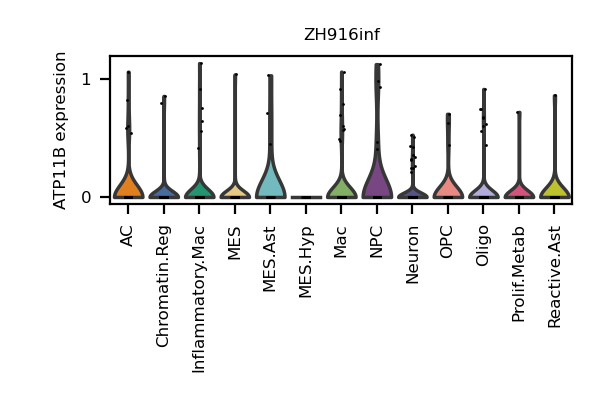 ZH916inf
ATP11B expression
1
0
AC
Chromatin.Reg
Inflammatory.Mac
MES
MES.Ast
MES.Hyp
Mac
NPC
Neuron
OPC
Oligo
Prolif.Metab
Reactive.Ast